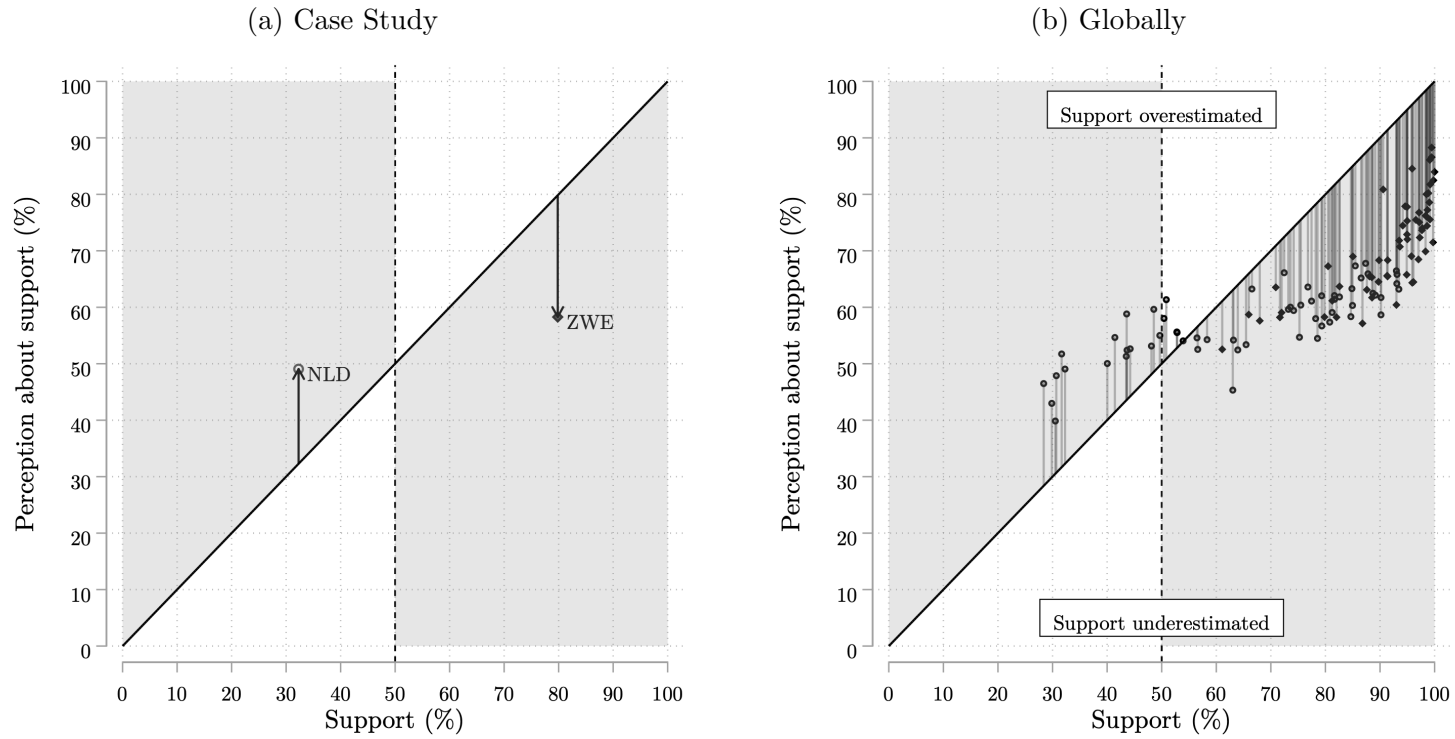 (a) Case Study
Perception about support (%)
100
90
80
70
60
50
40
30
20
10
0
NLD
ZWE
0 10 20 30 40 50 60 70 80 90 100
Support (%)
(b) Globally
Perception about support (%)
100
90
80
70
60
50
40
30
20
10
0
Support overestimated
Support underestimated
0 10 20 30 40 50 60 70 80 90 100
Support (%)